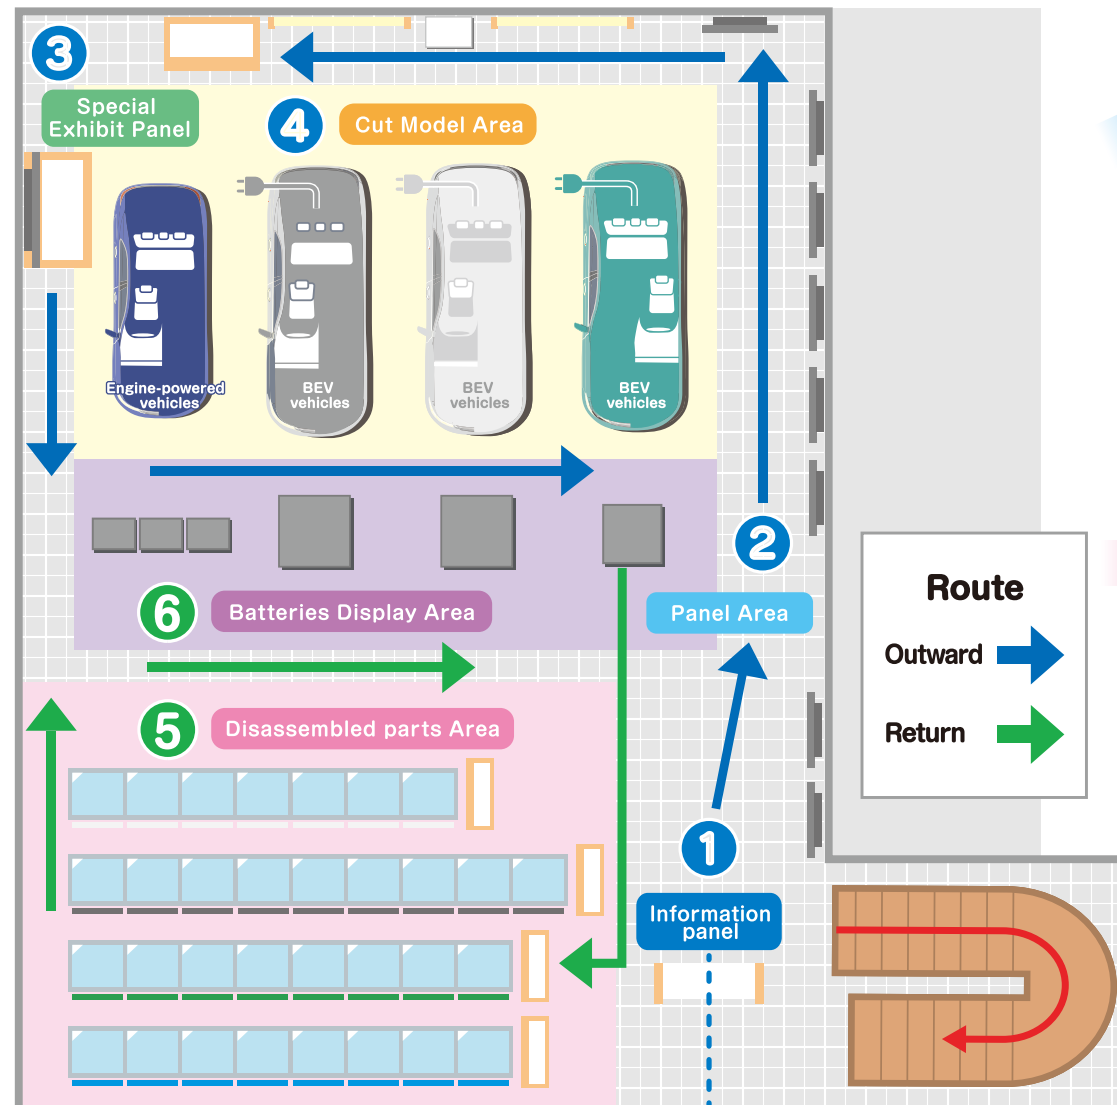 3
Special
Exhibit Panel
4
Cut Model Area
Engine-powered
vehicles
BEV
vehicles
BEV
vehicles
BEV
vehicles
2
Panel Area
6
Batteries Display Area
5
Disassembled parts Area
1
Information
panel
Route
Outward
Return